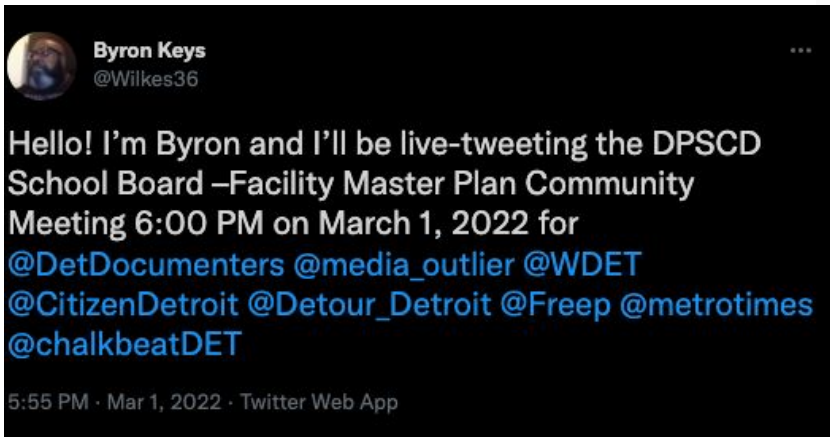 Byron Keys
@Wilkes36
Hello! I’m Byron and I’ll be live-tweeting the DPSCD
School Board –Facility Master Plan Community
Meeting 6:00 PM on March 1, 2022 for
@DetDocumenters @media_outlier @WDET
@CitizenDetroit @Detour_Detroit @Freep @metrotimes
@chalkbeatDET
5:55 PM · Mar 1, 2022 · Twitter Web App